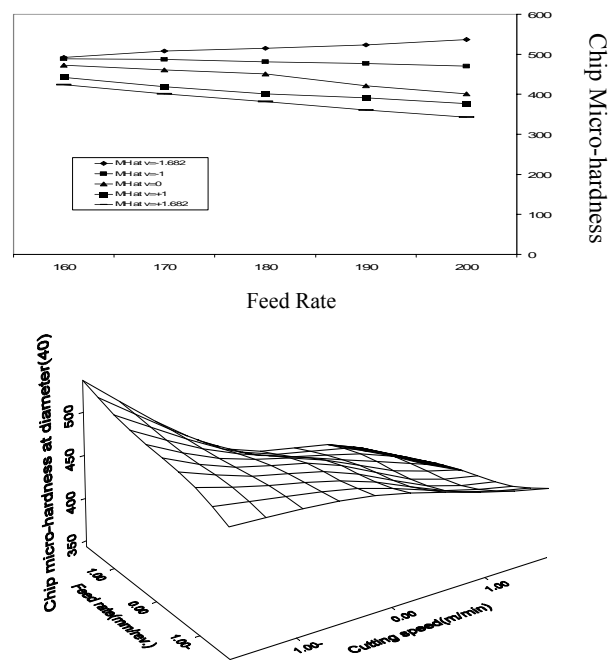 600
500
400
300
200
100
0
Chip Micro-hardness
MH at v=-1.682
MH at v=-1
MH at v=0
MH at v=+1
MH at v=+1.682
160 170 180 190 200
Feed Rate
Chip micro-hardness at diameter(40)
500
450
400
350
1.00
0.00
1.00-
Feed rate(mm/rev.)
1.00-
0.00
1.00
Cutting speed(m/min)